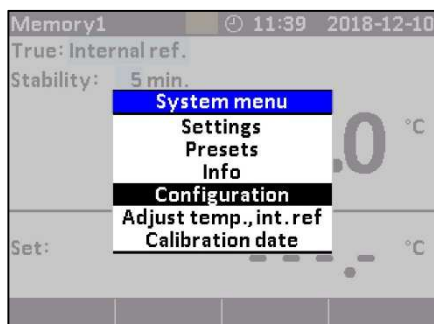 Memory1 11:39 2018-12-10
True: Internal ref.
Stability: 5 min.
System menu
Settings
Presets
Info
Configuration
Adjust temp.,int.ref
Calibration date
.0 °C
Set: ---.- °C